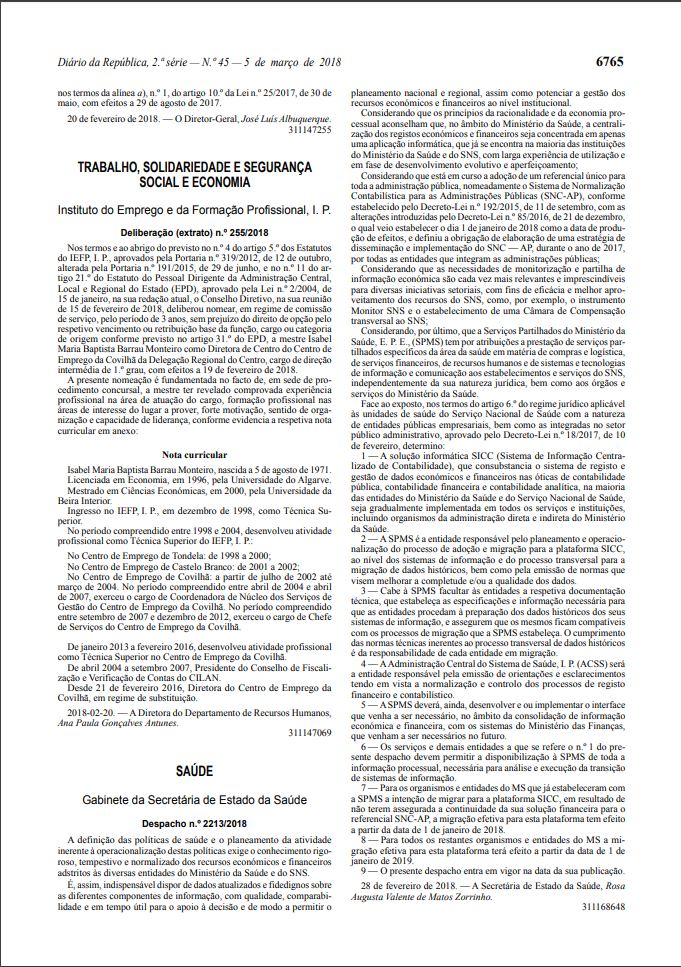 Diário da República, 2.ª série — N.º 45 — 5 de março de 2018
6765
nos termos da alínea a), n.º 1, do artigo 10.º da Lei n.º 25/2017, de 30 de
maio, com efeitos a 29 de agosto de 2017.
20 de fevereiro de 2018. — O Diretor-Geral, José Luís Albuquerque.
311147255
TRABALHO, SOLIDARIEDADE E SEGURANÇA
SOCIAL E ECONOMIA
Instituto do Emprego e da Formação Profissional, I. P.
Deliberação (extrato) n.º 255/2018
Nos termos e ao abrigo do previsto no n.º 4 do artigo 5.º dos Estatutos
do IEFP, I. P., aprovados pela Portaria n.º 319/2012, de 12 de outubro,
alterada pela Portaria n.º 191/2015, de 29 de junho, e no n.º 11 do ar-
tigo 21.º do Estatuto do Pessoal Dirigente da Administração Central,
Local e Regional do Estado (EPD), aprovado pela Lei n.º 2/2004, de
15 de janeiro, na sua redação atual, o Conselho Diretivo, na sua reunião
de 15 de fevereiro de 2018, deliberou nomear, em regime de comissão
de serviço, pelo período de 3 anos, sem prejuízo do direito de opção pelo
respetivo vencimento ou retribuição base da função, cargo ou categoria
de origem conforme previsto no artigo 31.º do EPD, a mestre Isabel
Maria Baptista Barrau Monteiro como Diretora de Centro do Centro de
Emprego da Covilhã da Delegação Regional do Centro, cargo de direção
intermédia de 1.º grau, com efeitos a 19 de fevereiro de 2018.
A presente nomeação é fundamentada no facto de, em sede de pro-
cedimento concursal, a mestre ter revelado comprovada experiência
profissional na área de atuação do cargo, formação profissional nas
áreas de interesse do lugar a prover, forte motivação, sentido de orga-
nização e capacidade de liderança, conforme evidencia a respetiva nota
curricular em anexo:
Nota curricular
Isabel Maria Baptista Barrau Monteiro, nascida a 5 de agosto de 1971.
Licenciada em Economia, em 1996, pela Universidade do Algarve.
Mestrado em Ciências Económicas, em 2000, pela Universidade da
Beira Interior.
Ingresso no IEFP, I. P., em dezembro de 1998, como Técnica Su-
perior.
No período compreendido entre 1998 e 2004, desenvolveu atividade
profissional como Técnica Superior do IEFP, I. P.:
No Centro de Emprego de Tondela: de 1998 a 2000;
No Centro de Emprego de Castelo Branco: de 2001 a 2002;
No Centro de Emprego de Covilhã: a partir de julho de 2002 até
março de 2004. No período compreendido entre abril de 2004 e abril
de 2007, exerceu o cargo de Coordenadora de Núcleo dos Serviços de
Gestão do Centro de Emprego da Covilhã. No período compreendido
entre setembro de 2007 e dezembro de 2012, exerceu o cargo de Chefe
de Serviços do Centro de Emprego da Covilhã.
De janeiro 2013 a fevereiro 2016, desenvolveu atividade profissional
como Técnica Superior no Centro de Emprego da Covilhã.
De abril 2004 a setembro 2007, Presidente do Conselho de Fiscali-
zação e Verificação de Contas do CILAN.
Desde 21 de fevereiro 2016, Diretora do Centro de Emprego da
Covilhã, em regime de substituição.
2018-02-20. — A Diretora do Departamento de Recursos Humanos,
Ana Paula Gonçalves Antunes.
311147069
SAÚDE
Gabinete da Secretária de Estado da Saúde
Despacho n.º 2213/2018
A definição das políticas de saúde e o planeamento da atividade
inerente à operacionalização destas políticas exige o conhecimento rigo-
roso, tempestivo e normalizado dos recursos económicos e financeiros
adstritos às diversas entidades do Ministério da Saúde e do SNS.
É, assim, indispensável dispor de dados atualizados e fidedignos sobre
as diferentes componentes de informação, com qualidade, comparabi-
lidade e em tempo útil para o apoio à decisão e de modo a permitir o
planeamento nacional e regional, assim como potenciar a gestão dos
recursos económicos e financeiros ao nível institucional.
Considerando que os princípios da racionalidade e da economia pro-
cessual aconselham que, no âmbito do Ministério da Saúde, a centrali-
zação dos registos económicos e financeiros seja concentrada em apenas
uma aplicação informática, que já se encontra na maioria das instituições
do Ministério da Saúde e do SNS, com larga experiência de utilização e
em fase de desenvolvimento evolutivo e aperfeiçoamento;
Considerando que está em curso a adoção de um referencial único para
toda a administração pública, nomeadamente o Sistema de Normalização
Contabilística para as Administrações Públicas (SNC-AP), conforme
estabelecido pelo Decreto-Lei n.º 192/2015, de 11 de setembro, com as
alterações introduzidas pelo Decreto-Lei n.º 85/2016, de 21 de dezembro,
o qual veio estabelecer o dia 1 de janeiro de 2018 como a data de produ-
ção de efeitos, e definiu a obrigação de elaboração de uma estratégia de
disseminação e implementação do SNC — AP, durante o ano de 2017,
por todas as entidades que integram as administrações públicas;
Considerando que as necessidades de monitorização e partilha de
informação económica são cada vez mais relevantes e imprescindíveis
para diversas iniciativas setoriais, com fins de eficácia e melhor apro-
veitamento dos recursos do SNS, como, por exemplo, o instrumento
Monitor SNS e o estabelecimento de uma Câmara de Compensação
transversal ao SNS;
Considerando, por último, que a Serviços Partilhados do Ministério da
Saúde, E. P. E., (SPMS) tem por atribuições a prestação de serviços par-
tilhados específicos da área da saúde em matéria de compras e logística,
de serviços financeiros, de recursos humanos e de sistemas e tecnologias
de informação e comunicação aos estabelecimentos e serviços do SNS,
independentemente da sua natureza jurídica, bem como aos órgãos e
serviços do Ministério da Saúde.
Face ao exposto, nos termos do artigo 6.º do regime jurídico aplicável
às unidades de saúde do Serviço Nacional de Saúde com a natureza
de entidades públicas empresariais, bem como as integradas no setor
público administrativo, aprovado pelo Decreto-Lei n.º 18/2017, de 10
de fevereiro, determino:
1 — A solução informática SICC (Sistema de Informação Centra-
lizado de Contabilidade), que consubstancia o sistema de registo e
gestão de dados económicos e financeiros nas óticas de contabilidade
pública, contabilidade financeira e contabilidade analítica, na maioria
das entidades do Ministério da Saúde e do Serviço Nacional de Saúde,
seja gradualmente implementada em todos os serviços e instituições,
incluindo organismos da administração direta e indireta do Ministério
da Saúde.
2 — A SPMS é a entidade responsável pelo planeamento e operacio-
nalização do processo de adoção e migração para a plataforma SICC,
ao nível dos sistemas de informação e do processo transversal para a
migração de dados históricos, bem como pela emissão de normas que
visem melhorar a completude e/ou a qualidade dos dados.
3 — Cabe à SPMS facultar às entidades a respetiva documentação
técnica, que estabeleça as especificações e informação necessária para
que as entidades procedam à preparação dos dados históricos dos seus
sistemas de informação, e assegurem que os mesmos ficam compatíveis
com os processos de migração que a SPMS estabeleça. O cumprimento
das normas técnicas inerentes ao processo transversal de dados históricos
é da responsabilidade de cada entidade em migração.
4 — A Administração Central do Sistema de Saúde, I. P. (ACSS) será
a entidade responsável pela emissão de orientações e esclarecimentos
tendo em vista a normalização e controlo dos processos de registo
financeiro e contabilístico.
5 — A SPMS deverá, ainda, desenvolver ou implementar o interface
que venha a ser necessário, no âmbito da consolidação de informação
económica e financeira, com os sistemas do Ministério das Finanças,
que venham a ser necessários no futuro.
6 — Os serviços e demais entidades a que se refere o n.º 1 do pre-
sente despacho devem permitir a disponibilização à SPMS de toda a
informação processual, necessária para análise e execução da transição
de sistemas de informação.
7 — Para os organismos e entidades do MS que já estabeleceram com
a SPMS a intenção de migrar para a plataforma SICC, em resultado de
não terem assegurada a continuidade da sua solução financeira para o
referencial SNC-AP, a migração efetiva para esta plataforma tem efeito
a partir da data de 1 de janeiro de 2018.
8 — Para todos os restantes organismos e entidades do MS a mi-
gração efetiva para esta plataforma terá efeito a partir da data de 1 de
janeiro de 2019.
9 — O presente despacho entra em vigor na data da sua publicação.
28 de fevereiro de 2018. — A Secretária de Estado da Saúde, Rosa
Augusta Valente de Matos Zorrinho.
311168648